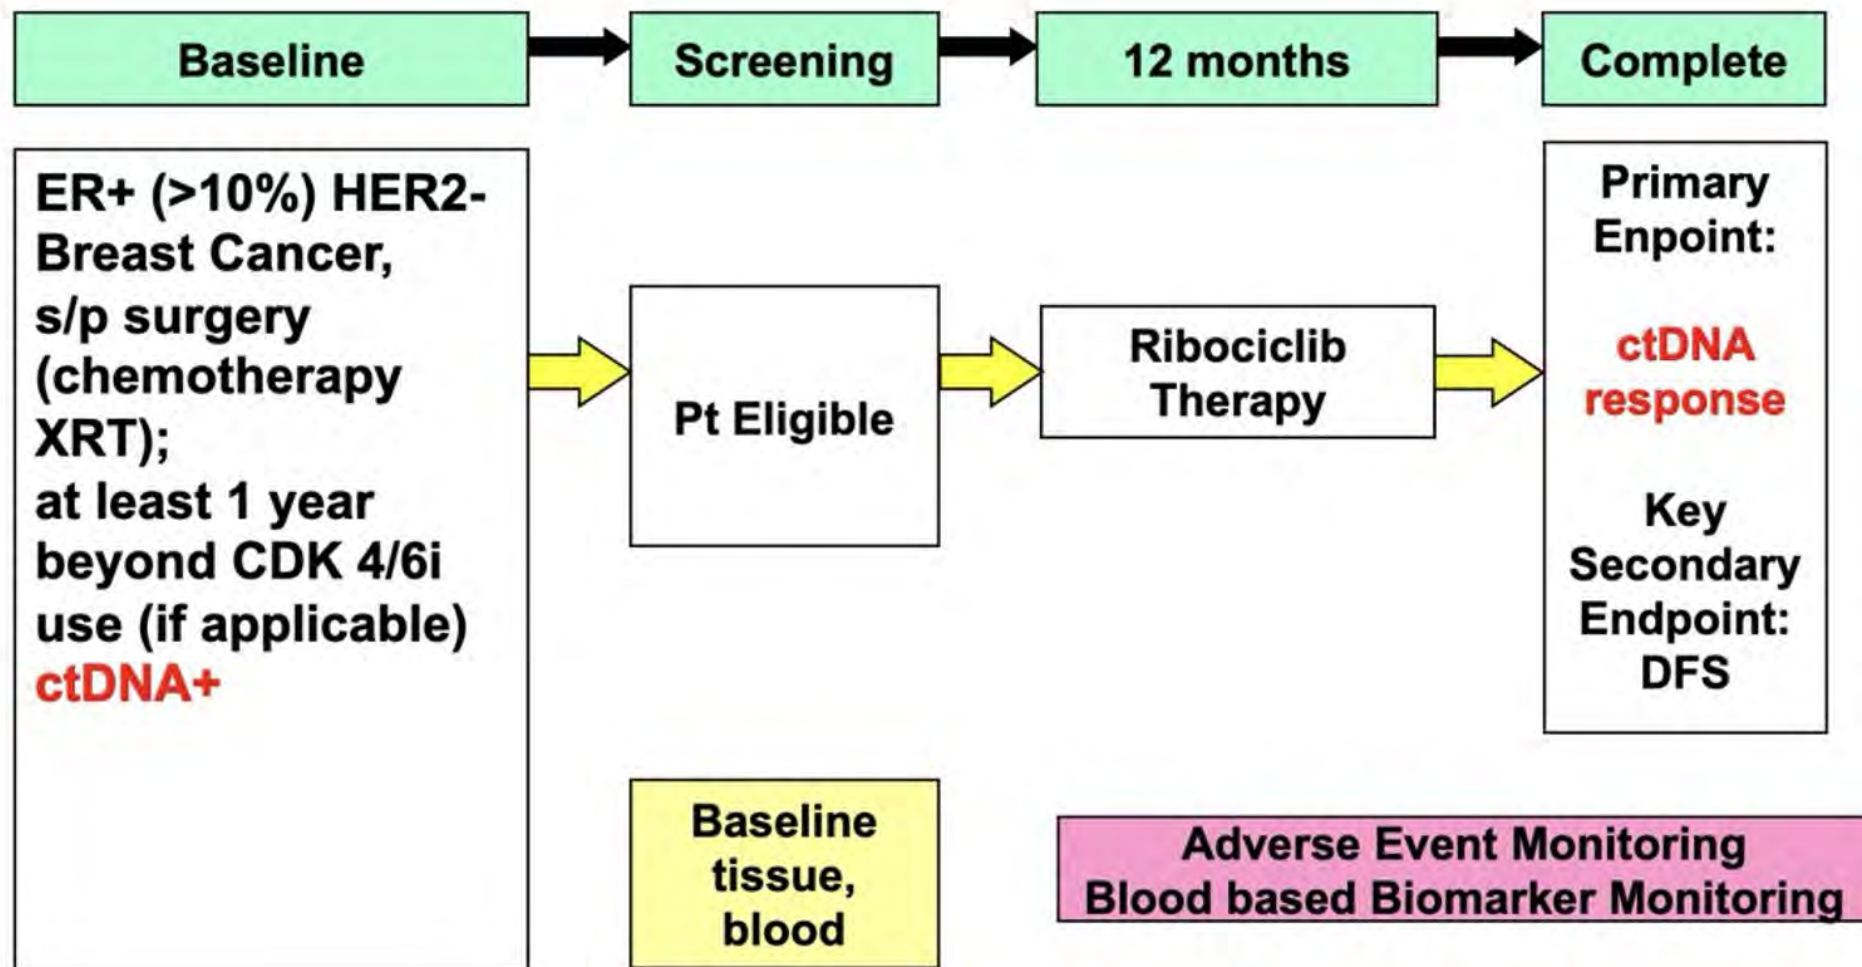 Baseline
Screening
12 months
Complete
ER+ (>10%) HER2-
Breast Cancer,
s/p surgery
(chemotherapy
XRT);
at least 1 year
beyond CDK 4/6i
use (if applicable)
ctDNA+
Pt Eligible
Baseline
tissue,
blood
Ribociclib
Therapy
Primary
Enpoint:
ctDNA
response
Key
Secondary
Endpoint:
DFS
Adverse Event Monitoring
Blood based Biomarker Monitoring